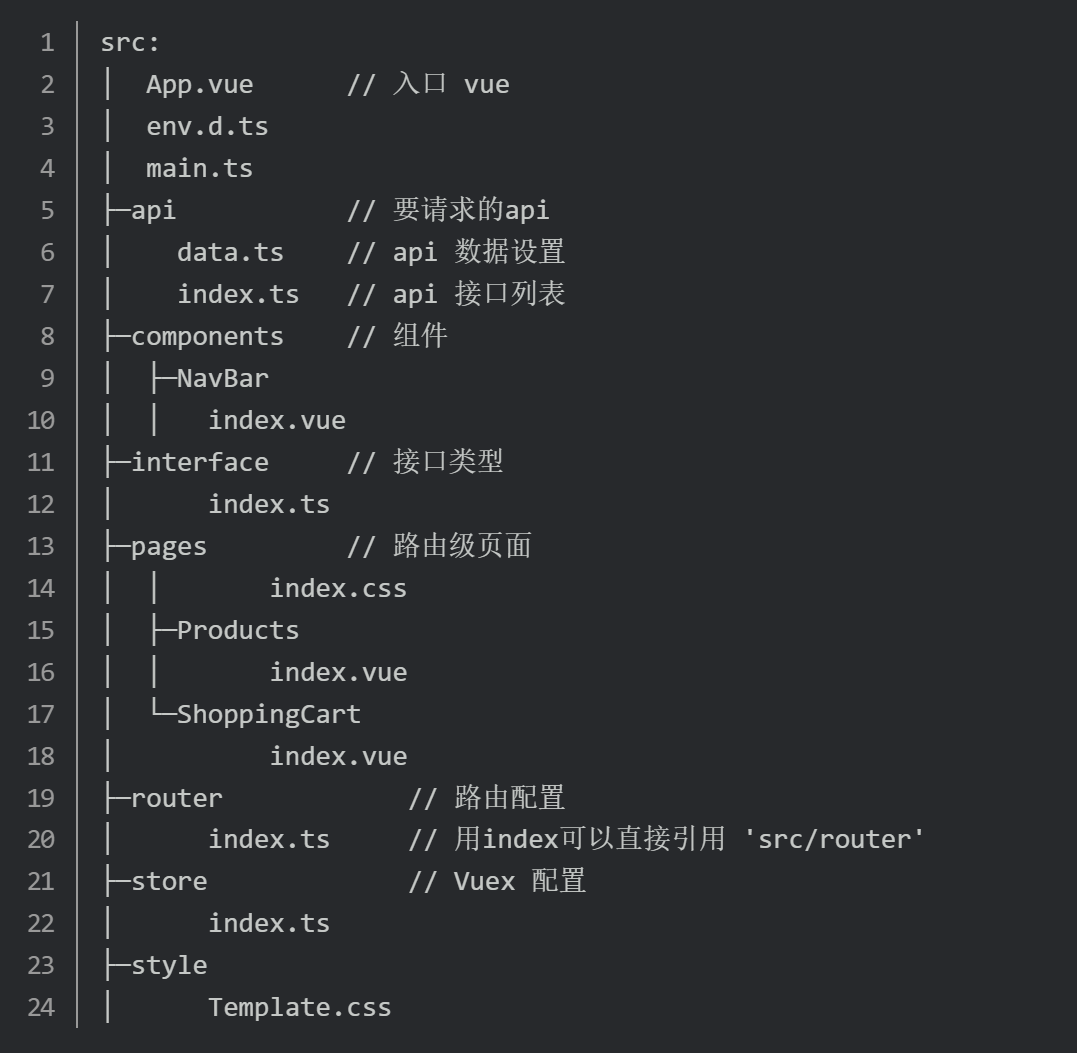 1 src:
2 │  App.vue      // 入口 vue
3 │  env.d.ts
4 │  main.ts
5 ├─api           // 要请求的api
6 │    data.ts    // api 数据设置
7 │    index.ts   // api 接口列表
8 ├─components    // 组件
9 │  ├─NavBar
10 │  │   index.vue
11 ├─interface     // 接口类型
12 │      index.ts
13 ├─pages         // 路由级页面
14 │  │       index.css
15 │  ├─Products
16 │  │       index.vue
17 │  └─ShoppingCart
18 │          index.vue
19 ├─router            // 路由配置
20 │      index.ts     // 用index可以直接引用 'src/router'
21 ├─store             // Vuex 配置
22 │      index.ts
23 ├─style
24 │      Template.css